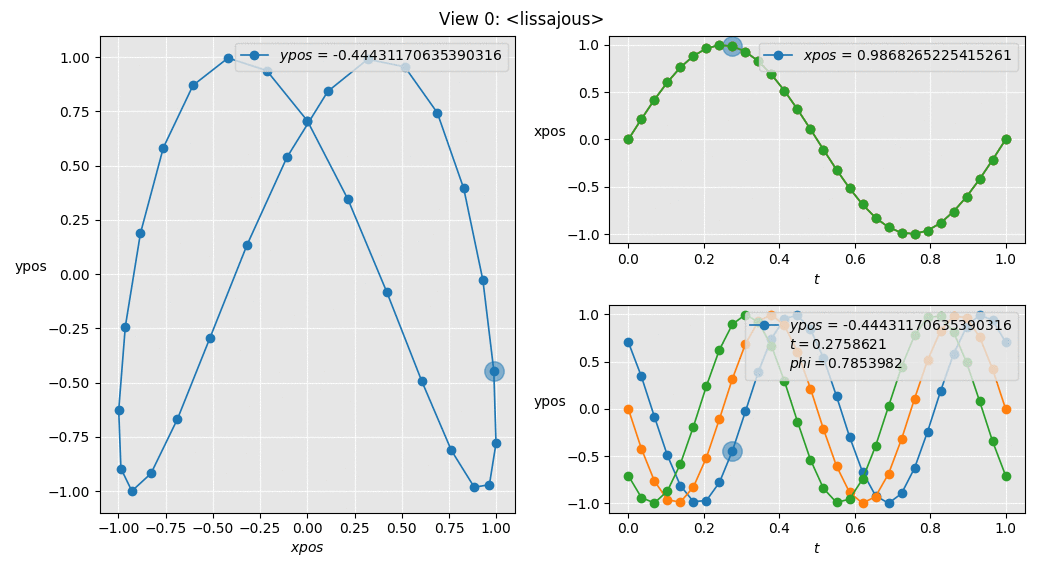 View 0: <lissajous>
ypos = -0.44431170635390316
1.00
0.75
0.50
0.25
0.00
−0.25
−0.50
−0.75
−1.00
ypos
−1.00 −0.75 −0.50 −0.25 0.00 0.25 0.50 0.75 1.00
xpos
xpos = 0.9868265225415261
1.0
0.5
0.0
−0.5
−1.0
xpos
0.0 0.2 0.4 0.6 0.8 1.0
t
ypos = -0.44431170635390316
t = 0.2758621
phi = 0.7853982
1.0
0.5
0.0
−0.5
−1.0
ypos
0.0 0.2 0.4 0.6 0.8 1.0
t